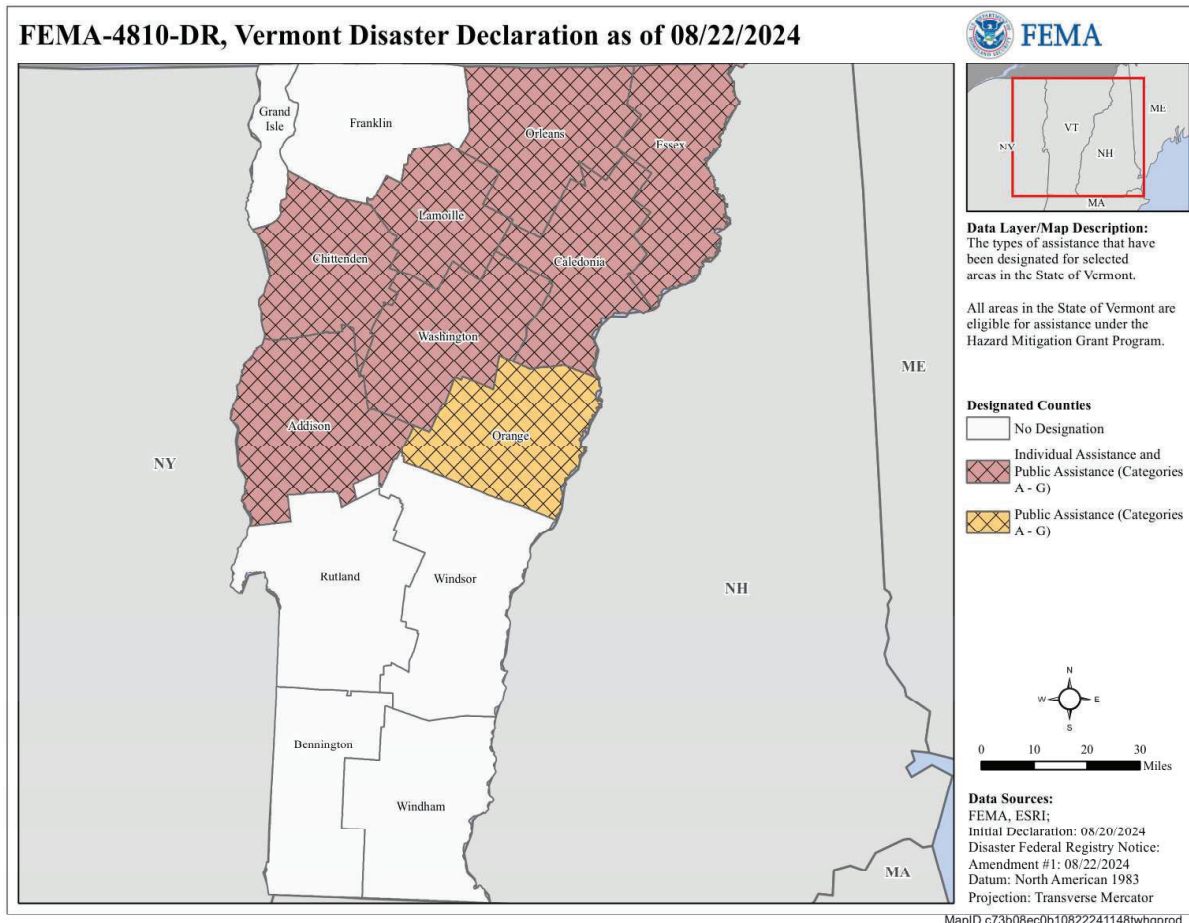 FEMA-4810-DR, Vermont Disaster Declaration as of 08/22/2024
FEMA
Grand
Isle
Franklin
Orleans
Essex
Lamoille
Chittenden
Caledonia
Washington
Addison
Orange
NY
ME
NH
Rutland
Windsor
Bennington
Windham
MA
NY
VT
NH
ME
MA
Data Layer/Map Description:
The types of assistance that have
been designated for selected
areas in the State of Vermont.
All areas in the State of Vermont are
eligible for assistance under the
Hazard Mitigation Grant Program.
Designated Counties
No Designation
Individual Assistance and
Public Assistance (Categories
A - G)
Public Assistance (Categories
A - G)
N
W
E
S
0 10 20 30
Miles
Data Sources:
FEMA, ESRI;
Initial Declaration: 08/20/2024
Disaster Federal Registry Notice:
Amendment #1: 08/22/2024
Datum: North American 1983
Projection: Transverse Mercator
MapID c73b08ec0b10822241148twhqprod